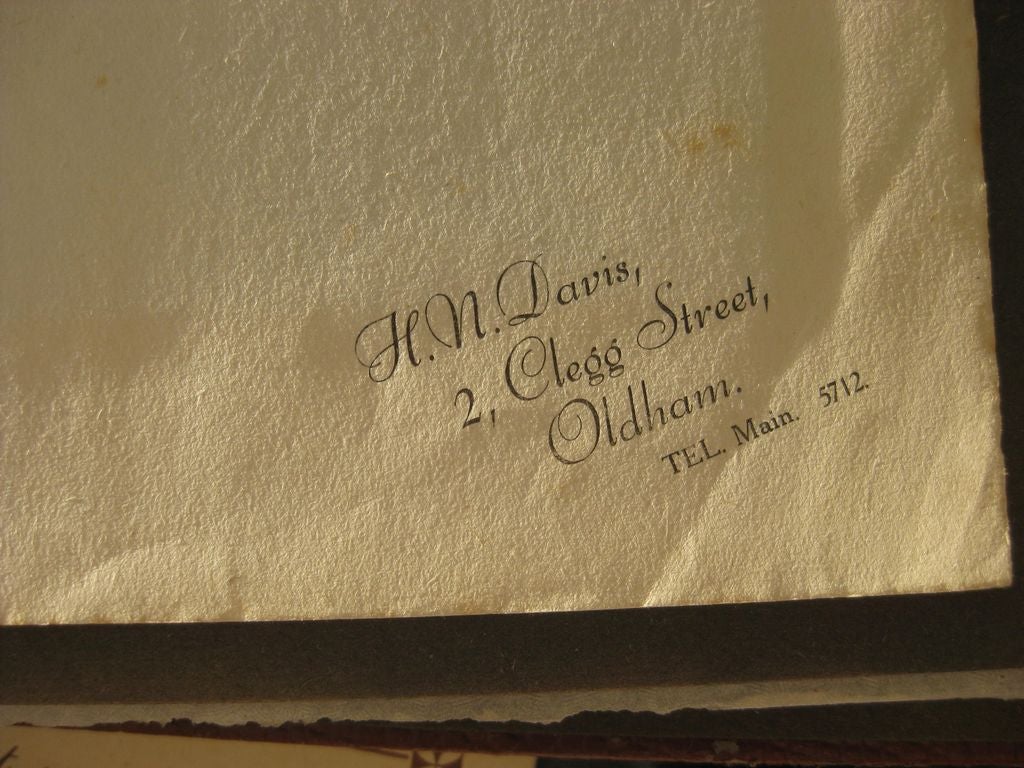 H. N. Davis,
2, Clegg Street,
Oldham.
TEL. Main. 5712.